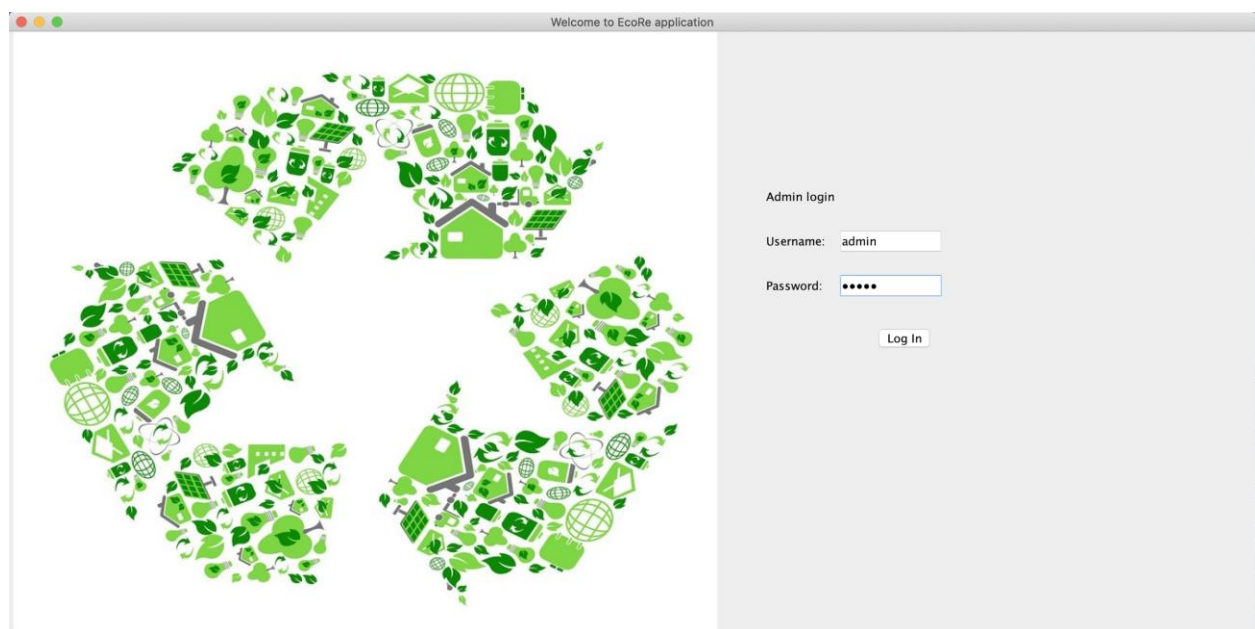 Welcome to EcoRe application
Admin login
Username: admin
Password: •••••
Log In